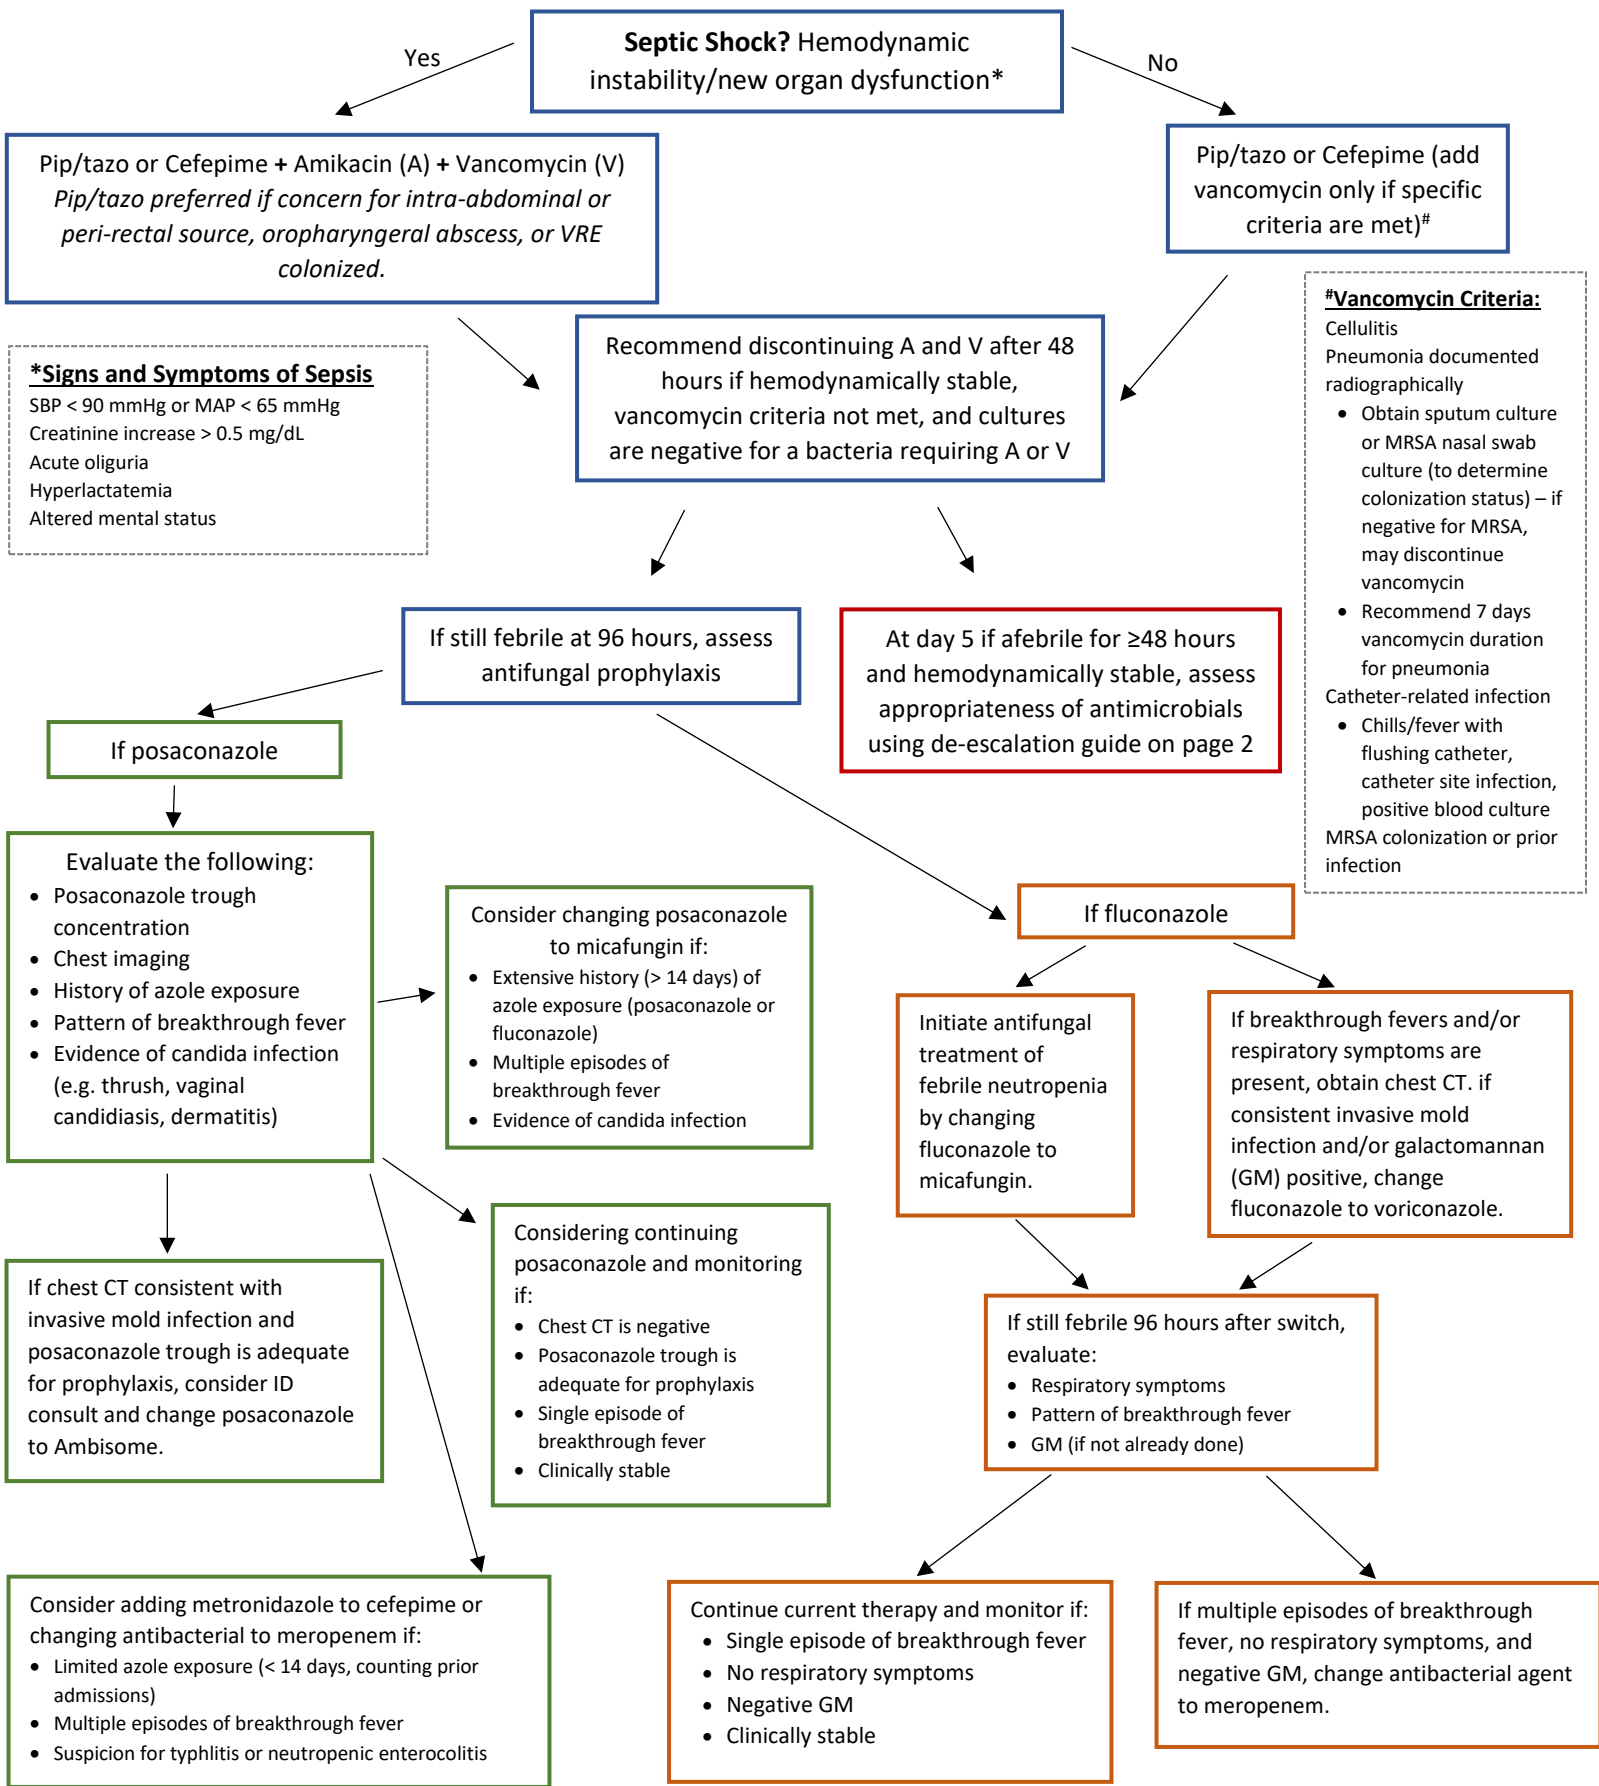 Septic Shock? Hemodynamic
instability/new organ dysfunction*
Yes
No
Pip/tazo or Cefepime + Amikacin (A) + Vancomycin (V)
Pip/tazo preferred if concern for intra-abdominal or
peri-rectal source, oropharyngeral abscess, or VRE
colonized.
Pip/tazo or Cefepime (add
vancomycin only if specific
criteria are met)#
*Signs and Symptoms of Sepsis
SBP < 90 mmHg or MAP < 65 mmHg
Creatinine increase > 0.5 mg/dL
Acute oliguria
Hyperlactatemia
Altered mental status
Recommend discontinuing A and V after 48
hours if hemodynamically stable,
vancomycin criteria not met, and cultures
are negative for a bacteria requiring A or V
#Vancomycin Criteria:
Cellulitis
Pneumonia documented
radiographically
• Obtain sputum culture
or MRSA nasal swab
culture (to determine
colonization status) – if
negative for MRSA,
may discontinue
vancomycin
• Recommend 7 days
vancomycin duration
for pneumonia
Catheter-related infection
• Chills/fever with
flushing catheter,
catheter site infection,
positive blood culture
MRSA colonization or prior
infection
If still febrile at 96 hours, assess
antifungal prophylaxis
At day 5 if afebrile for ≥48 hours
and hemodynamically stable, assess
appropriateness of antimicrobials
using de-escalation guide on page 2
If posaconazole
Evaluate the following:
• Posaconazole trough
concentration
• Chest imaging
• History of azole exposure
• Pattern of breakthrough fever
• Evidence of candida infection
(e.g. thrush, vaginal
candidiasis, dermatitis)
Consider changing posaconazole
to micafungin if:
• Extensive history (> 14 days) of
azole exposure (posaconazole or
fluconazole)
• Multiple episodes of
breakthrough fever
• Evidence of candida infection
If fluconazole
Initiate antifungal
treatment of
febrile neutropenia
by changing
fluconazole to
micafungin.
If breakthrough fevers and/or
respiratory symptoms are
present, obtain chest CT. if
consistent invasive mold
infection and/or galactomannan
(GM) positive, change
fluconazole to voriconazole.
If chest CT consistent with
invasive mold infection and
posaconazole trough is adequate
for prophylaxis, consider ID
consult and change posaconazole
to Ambisome.
Considering continuing
posaconazole and monitoring
if:
• Chest CT is negative
• Posaconazole trough is
adequate for prophylaxis
• Single episode of
breakthrough fever
• Clinically stable
If still febrile 96 hours after switch,
evaluate:
• Respiratory symptoms
• Pattern of breakthrough fever
• GM (if not already done)
Consider adding metronidazole to cefepime or
changing antibacterial to meropenem if:
• Limited azole exposure (< 14 days, counting prior
admissions)
• Multiple episodes of breakthrough fever
• Suspicion for typhlitis or neutropenic enterocolitis
Continue current therapy and monitor if:
• Single episode of breakthrough fever
• No respiratory symptoms
• Negative GM
• Clinically stable
If multiple episodes of breakthrough
fever, no respiratory symptoms, and
negative GM, change antibacterial agent
to meropenem.